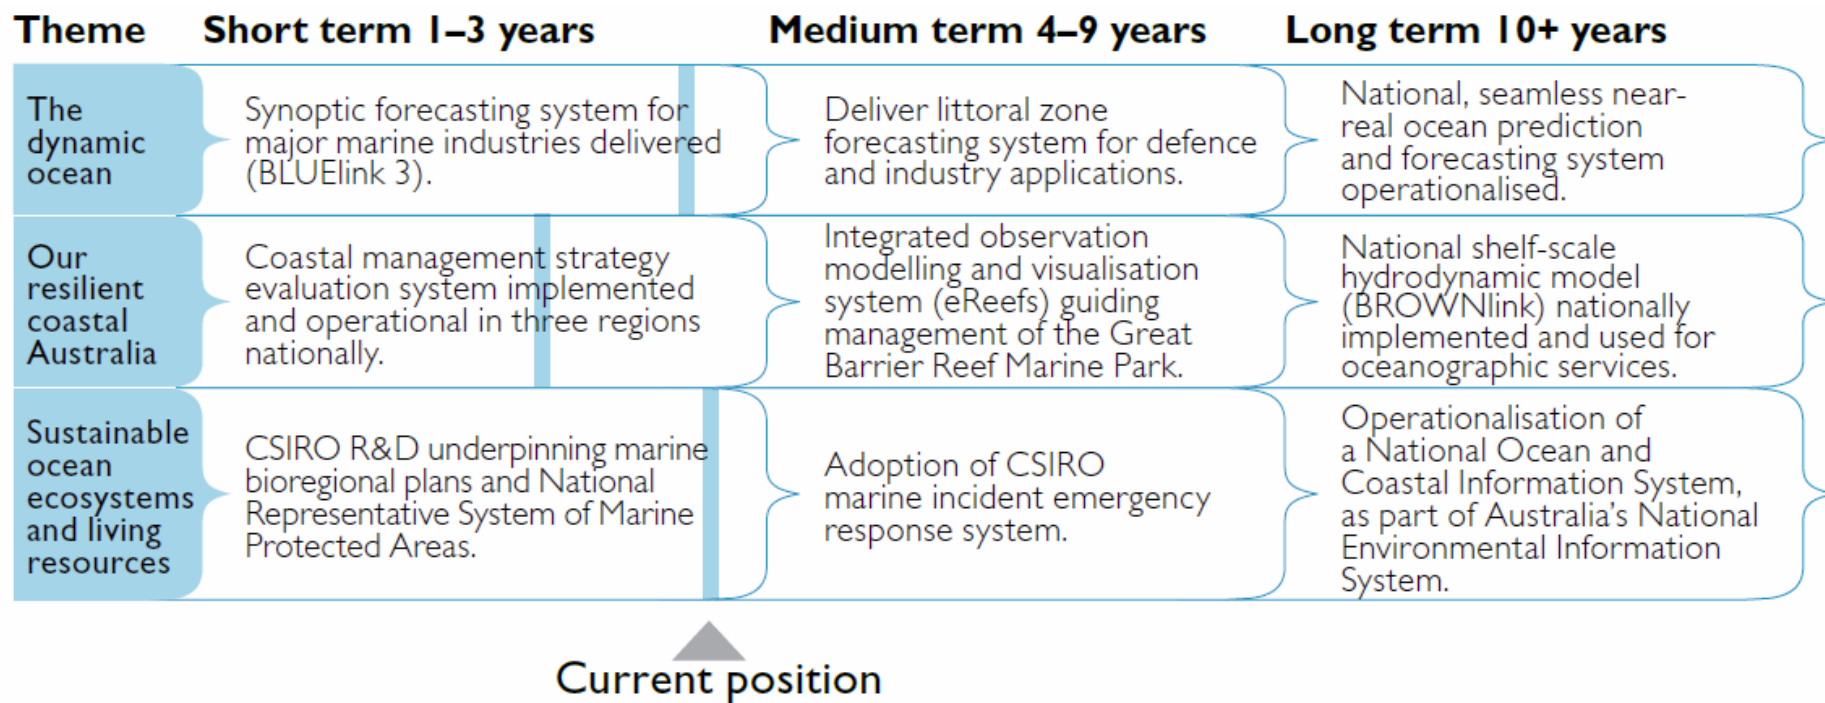 Theme Short term 1–3 years Medium term 4–9 years Long term 10+ years
The
dynamic
ocean
Synoptic forecasting system for
major marine industries delivered
(BLUElink 3).
Deliver littoral zone
forecasting system for defence
and industry applications.
National, seamless near-
real ocean prediction
and forecasting system
operationalised.
Our
resilient
coastal
Australia
Coastal management strategy
evaluation system implemented
and operational in three regions
nationally.
Integrated observation
modelling and visualisation
system (eReefs) guiding
management of the Great
Barrier Reef Marine Park.
National shelf-scale
hydrodynamic model
(BROWNlink) nationally
implemented and used for
oceanographic services.
Sustainable
ocean
ecosystems
and living
resources
CSIRO R&D underpinning marine
bioregional plans and National
Representative System of Marine
Protected Areas.
Adoption of CSIRO
marine incident emergency
response system.
Operationalisation of
a National Ocean and
Coastal Information System,
as part of Australia’s National
Environmental Information
System.
Current position